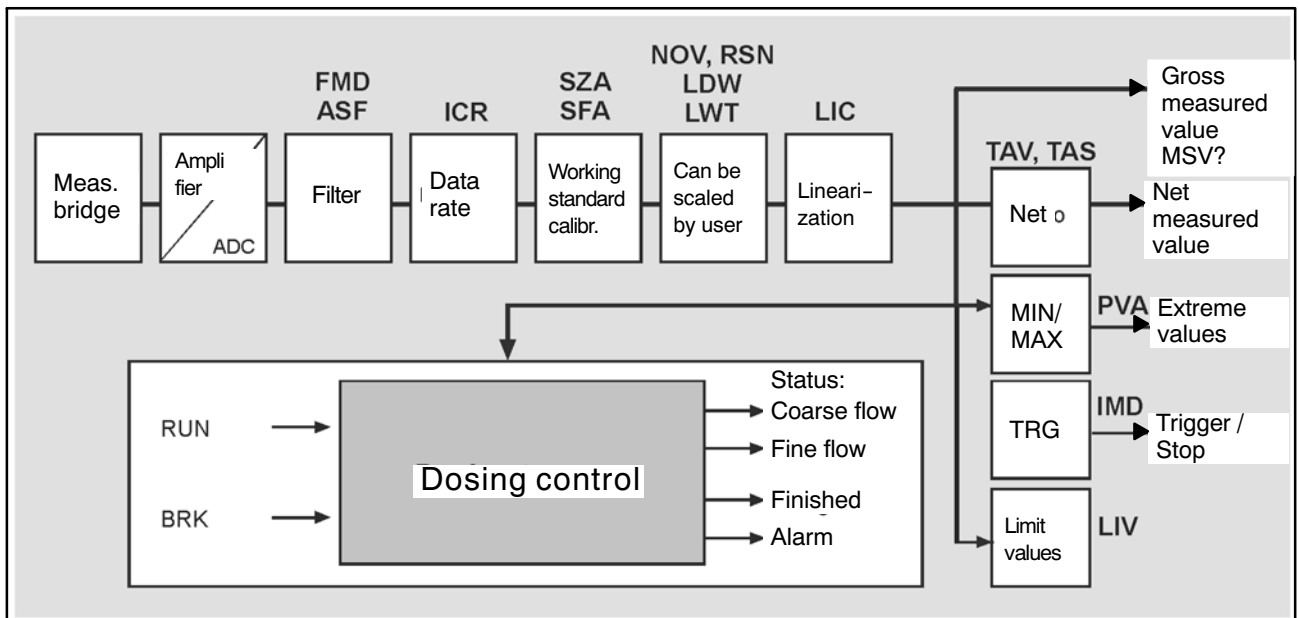 FMD
ASF
ICR
SZA
SFA
NOV, RSN
LDW
LWT
LIC
Gross
measured
value
MSV?
TAV, TAS
Meas.
bridge
Ampli
fier
ADC
Filter
Data
rate
Working
standard
calibr.
Can be
scaled
by user
Lineari-
zation
Net
Net
measured
value
MIN/
MAX
PVA
Extreme
values
TRG
IMD
Trigger /
Stop
Limit
values
LIV
RUN
BRK
Dosing control
Status:
Coarse flow
Fine flow
Finished
Alarm